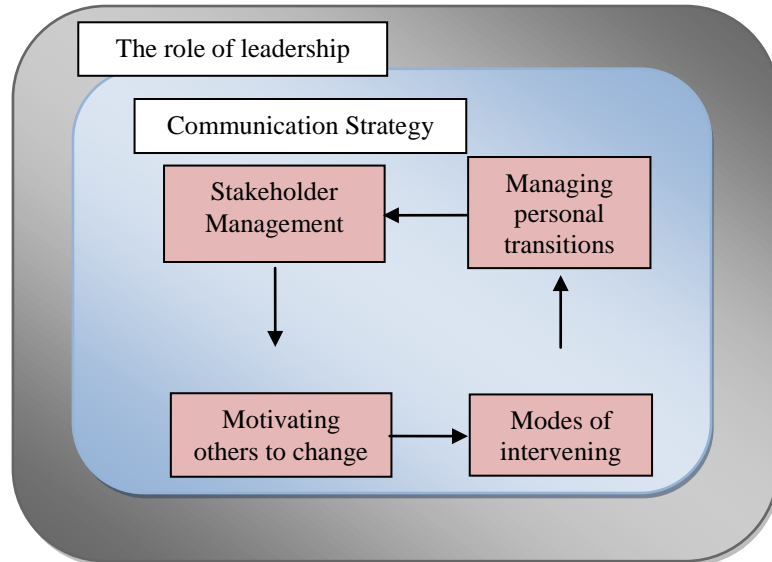 The role of leadership
Communication Strategy
Stakeholder
Management
Managing
personal
transitions
Motivating
others to change
Modes of
intervening